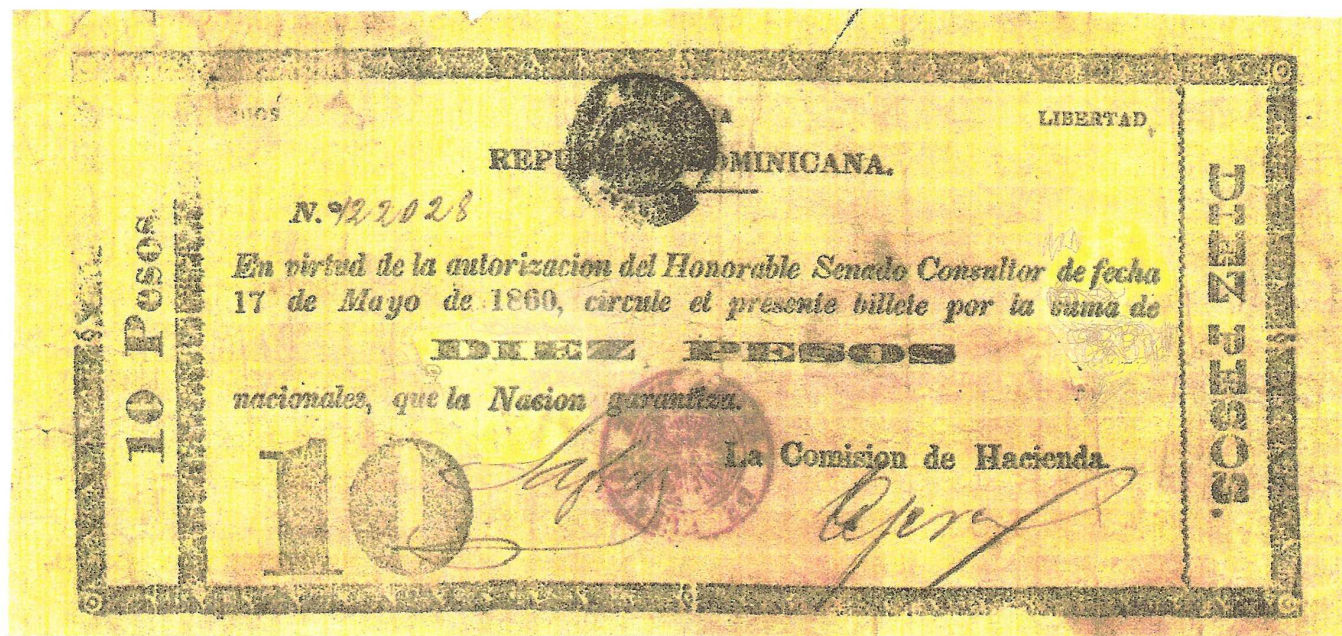 LIBERTAD
REPUBLICA DOMINICANA.
N. 922028
En virtud de la autorizacion del Honorable Senado Consultor de fecha
17 de Mayo de 1860, circule el presente billete por la suma de
DIEZ PESOS
nacionales, que la Nacion garantiza.
La Comision de Hacienda
10
10 Pesos
DIEZ PESOS.